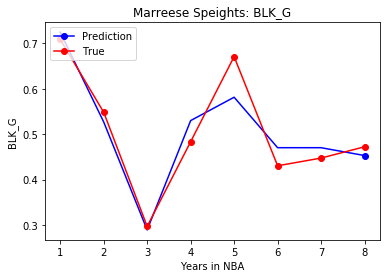 Marreese Speights: BLK_G
Prediction
True
0.7
0.6
0.5
0.4
0.3
BLK_G
1 2 3 4 5 6 7 8
Years in NBA